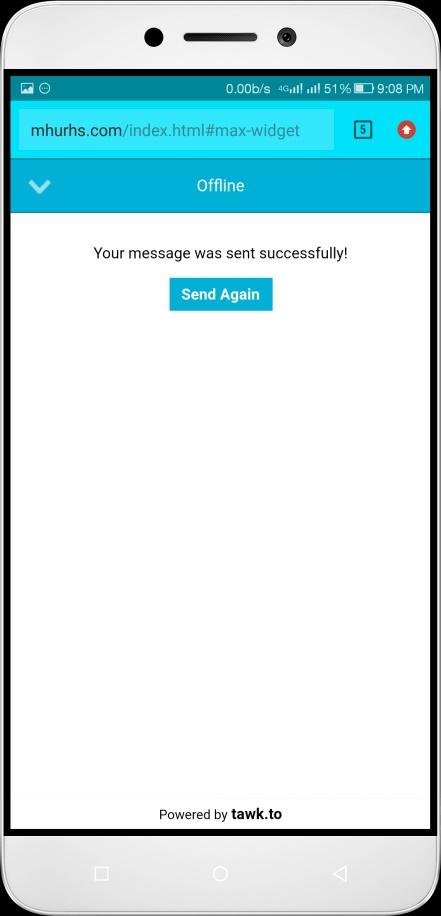 0.00b/s 4G 51% 9:08 PM
mhurhs.com/index.html#max-widget 5
Offline
Your message was sent successfully!
Send Again
Powered by tawk.to